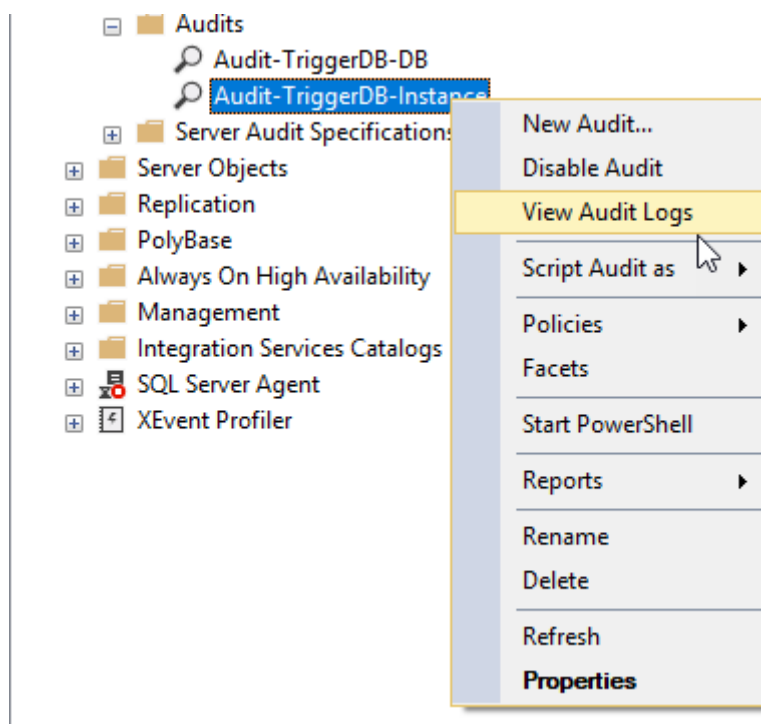 Audits
Audit-TriggerDB-DB
Audit-TriggerDB-Instance
Server Audit Specifications
Server Objects
Replication
PolyBase
Always On High Availability
Management
Integration Services Catalogs
SQL Server Agent
XEvent Profiler
New Audit...
Disable Audit
View Audit Logs
Script Audit as
Policies
Facets
Start PowerShell
Reports
Rename
Delete
Refresh
Properties